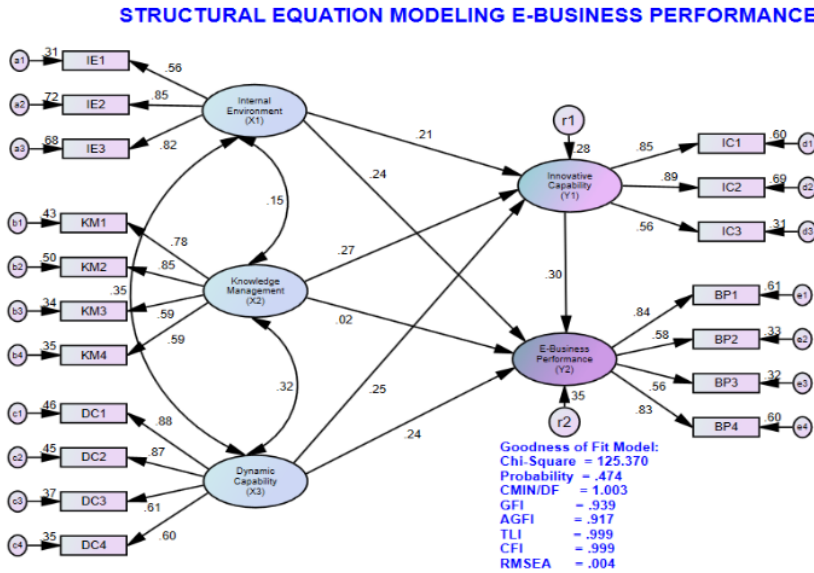 STRUCTURAL EQUATION MODELING E-BUSINESS PERFORMANCE
a1 .31 IE1 .56
a2 .72 IE2 .85
a3 .68 IE3 .82
Internal
Environment
(X1)
.15
.35
b1 .43 KM1 .78
b2 .50 KM2 .85
b3 .34 KM3 .59
b4 .35 KM4 .59
Knowledge
Management
(X2)
.32
c1 .46 DC1 .88
c2 .45 DC2 .87
c3 .37 DC3 .61
c4 .35 DC4 .60
Dynamic
Capability
(X3)
.21
.24
.27
.02
.25
.24
r1
.28
Innovative
Capability
(Y1)
.30
.85 IC1 .60 d1
.89 IC2 .69 d2
.56 IC3 .31 d3
E-Business
Performance
(Y2)
.35
r2
.84 BP1 .61 e1
.58 BP2 .33 e2
.56 BP3 .32 e3
.83 BP4 .60 e4
Goodness of Fit Model:
Chi-Square = 125.370
Probability = .474
CMIN/DF = 1.003
GFI = .939
AGFI = .917
TLI = .999
CFI = .999
RMSEA = .004